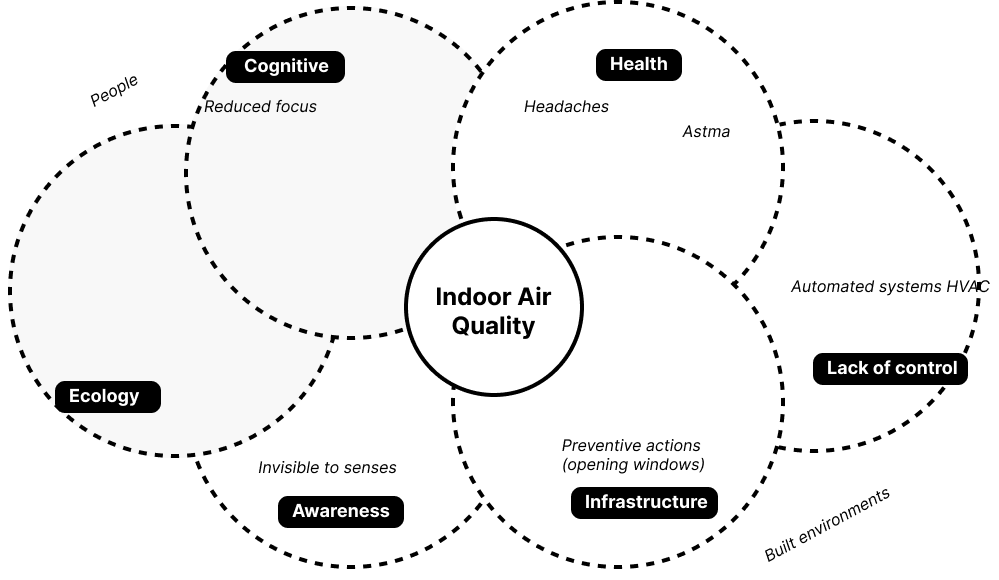 People
Cognitive
Reduced focus
Health
Headaches
Astma
Indoor Air
Quality
Automated systems HVAC
Lack of control
Ecology
Invisible to senses
Awareness
Preventive actions
(opening windows)
Infrastructure
Built environments